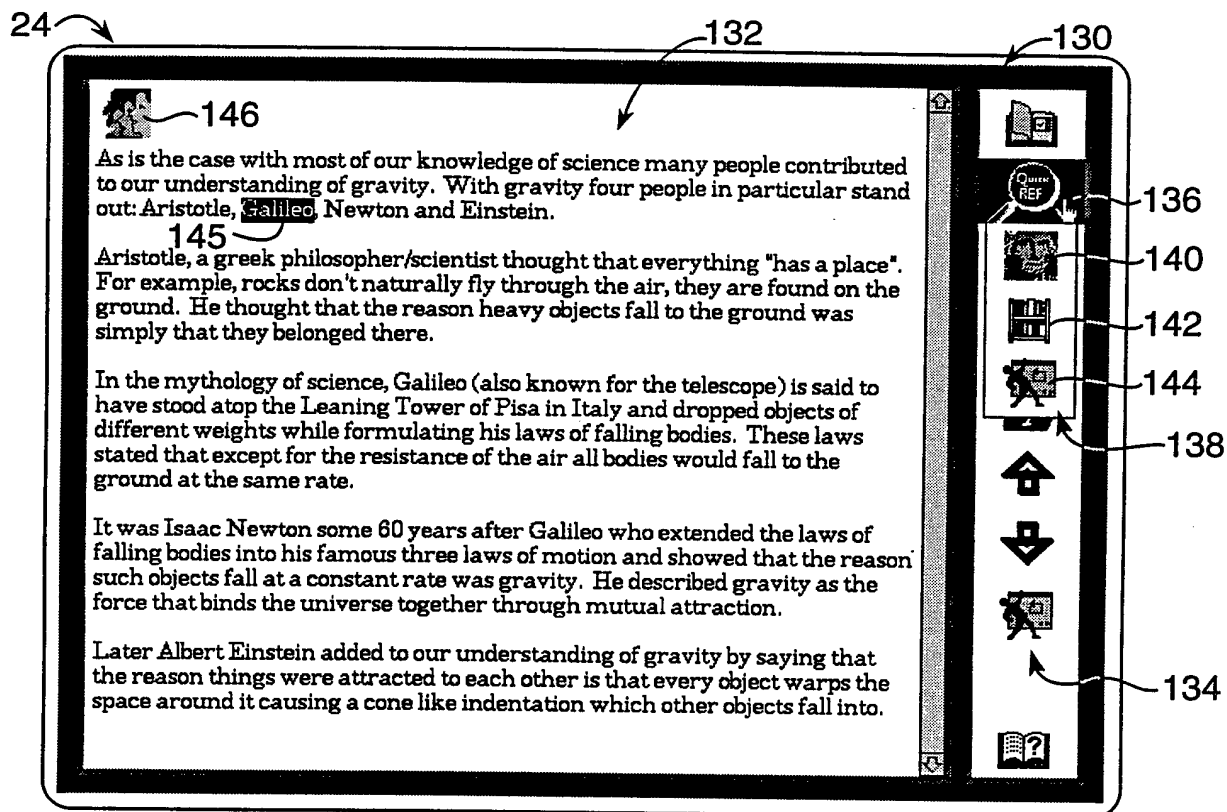 24
132
130
146
As is the case with most of our knowledge of science many people contributed
to our understanding of gravity. With gravity four people in particular stand
out: Aristotle, Galileo, Newton and Einstein.
145
Quick
REF
136
Aristotle, a greek philosopher/scientist thought that everything "has a place".
For example, rocks don't naturally fly through the air, they are found on the
ground. He thought that the reason heavy objects fall to the ground was
simply that they belonged there.
140
142
In the mythology of science, Galileo (also known for the telescope) is said to
have stood atop the Leaning Tower of Pisa in Italy and dropped objects of
different weights while formulating his laws of falling bodies. These laws
stated that except for the resistance of the air all bodies would fall to the
ground at the same rate.
144
138
It was Isaac Newton some 60 years after Galileo who extended the laws of
falling bodies into his famous three laws of motion and showed that the reason
such objects fall at a constant rate was gravity. He described gravity as the
force that binds the universe together through mutual attraction.
Later Albert Einstein added to our understanding of gravity by saying that
the reason things were attracted to each other is that every object warps the
space around it causing a cone like indentation which other objects fall into.
134
?